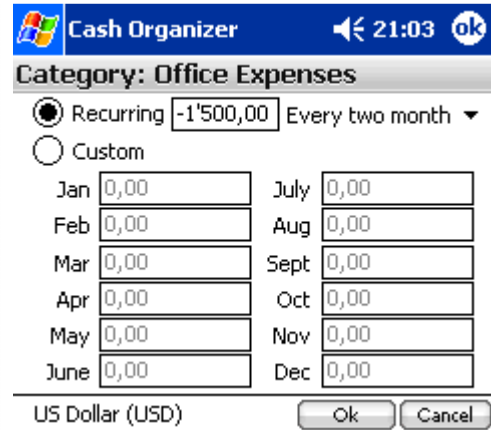 Cash Organizer 21:03 ok
Category: Office Expenses
Recurring -1'500,00 Every two month
Custom
Jan 0,00 July 0,00
Feb 0,00 Aug 0,00
Mar 0,00 Sept 0,00
Apr 0,00 Oct 0,00
May 0,00 Nov 0,00
June 0,00 Dec 0,00
US Dollar (USD) Ok Cancel